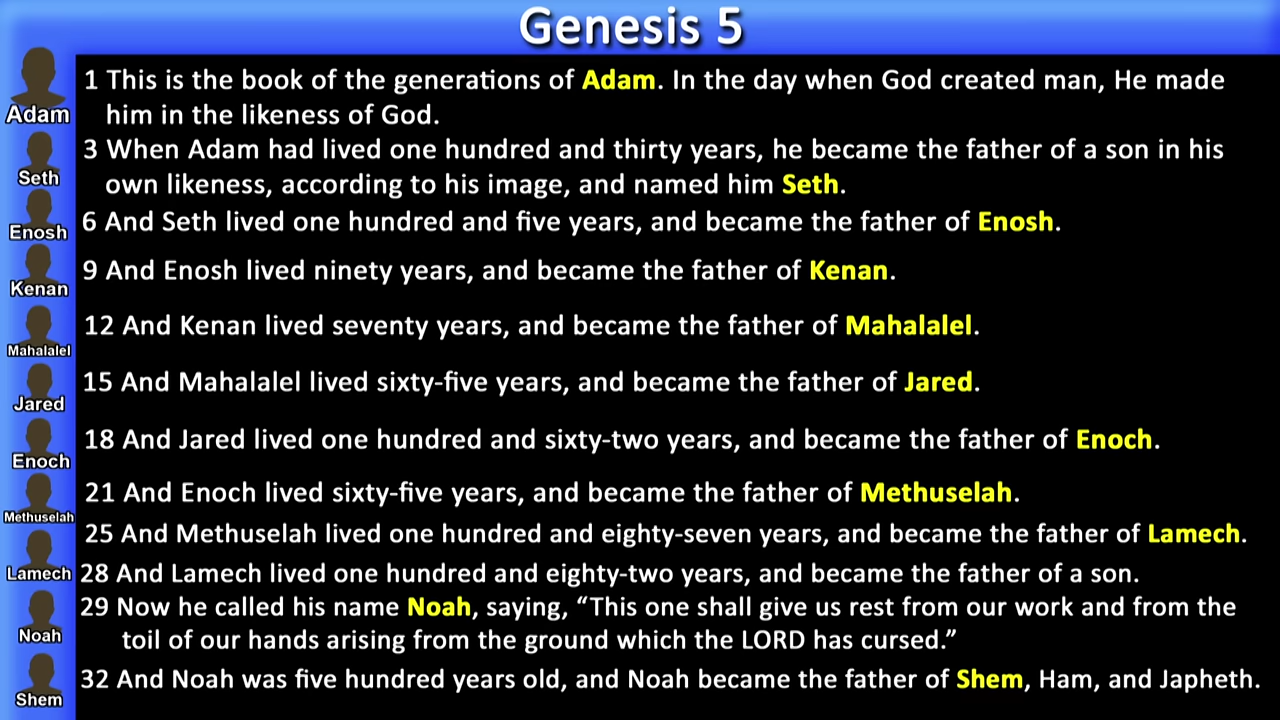 Genesis 5
Adam
1 This is the book of the generations of Adam. In the day when God created man, He made
him in the likeness of God.
Seth
3 When Adam had lived one hundred and thirty years, he became the father of a son in his
own likeness, according to his image, and named him Seth.
Enosh
6 And Seth lived one hundred and five years, and became the father of Enosh.
Kenan
9 And Enosh lived ninety years, and became the father of Kenan.
Mahalalel
12 And Kenan lived seventy years, and became the father of Mahalalel.
Jared
15 And Mahalalel lived sixty-five years, and became the father of Jared.
Enoch
18 And Jared lived one hundred and sixty-two years, and became the father of Enoch.
Methuselah
21 And Enoch lived sixty-five years, and became the father of Methuselah.
Lamech
25 And Methuselah lived one hundred and eighty-seven years, and became the father of Lamech.
28 And Lamech lived one hundred and eighty-two years, and became the father of a son.
Noah
29 Now he called his name Noah, saying, “This one shall give us rest from our work and from the
toil of our hands arising from the ground which the LORD has cursed.”
Shem
32 And Noah was five hundred years old, and Noah became the father of Shem, Ham, and Japheth.